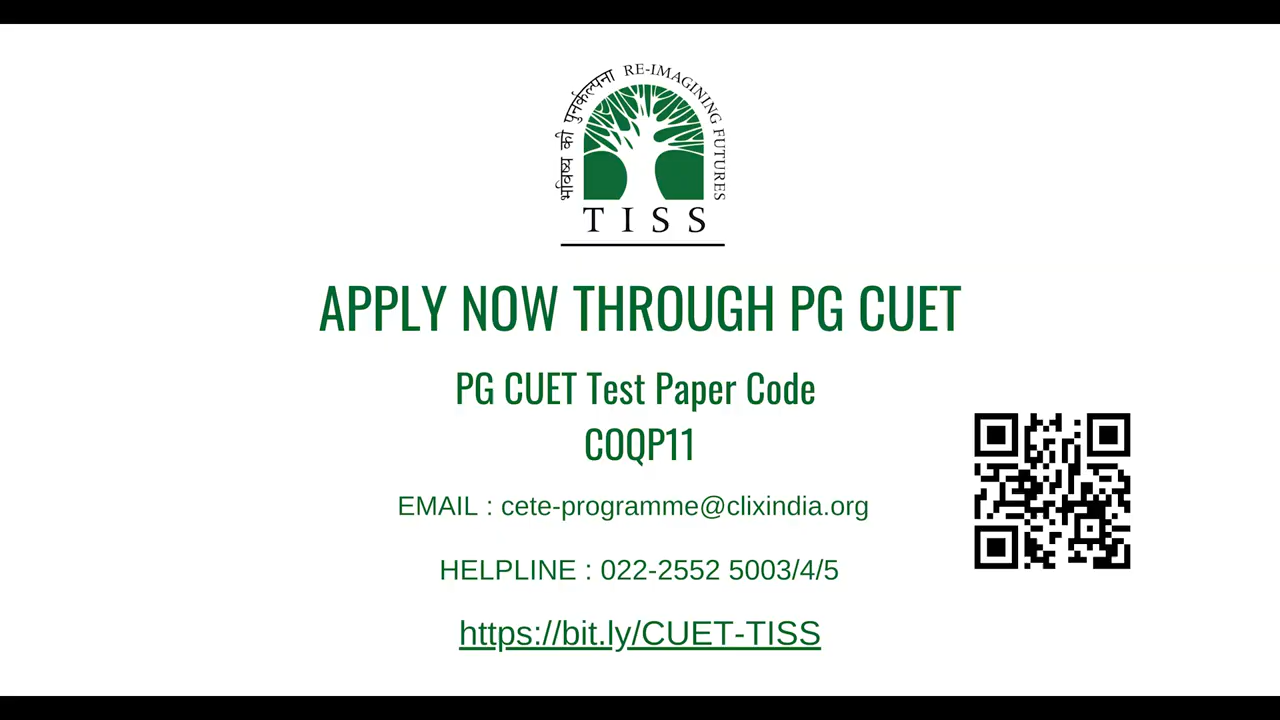 भविष्य की पुनर्कल्पना RE-IMAGINING FUTURES
TISS
APPLY NOW THROUGH PG CUET
PG CUET Test Paper Code
COQP11
EMAIL : cete-programme@clixindia.org
HELPLINE : 022-2552 5003/4/5
https://bit.ly/CUET-TISS